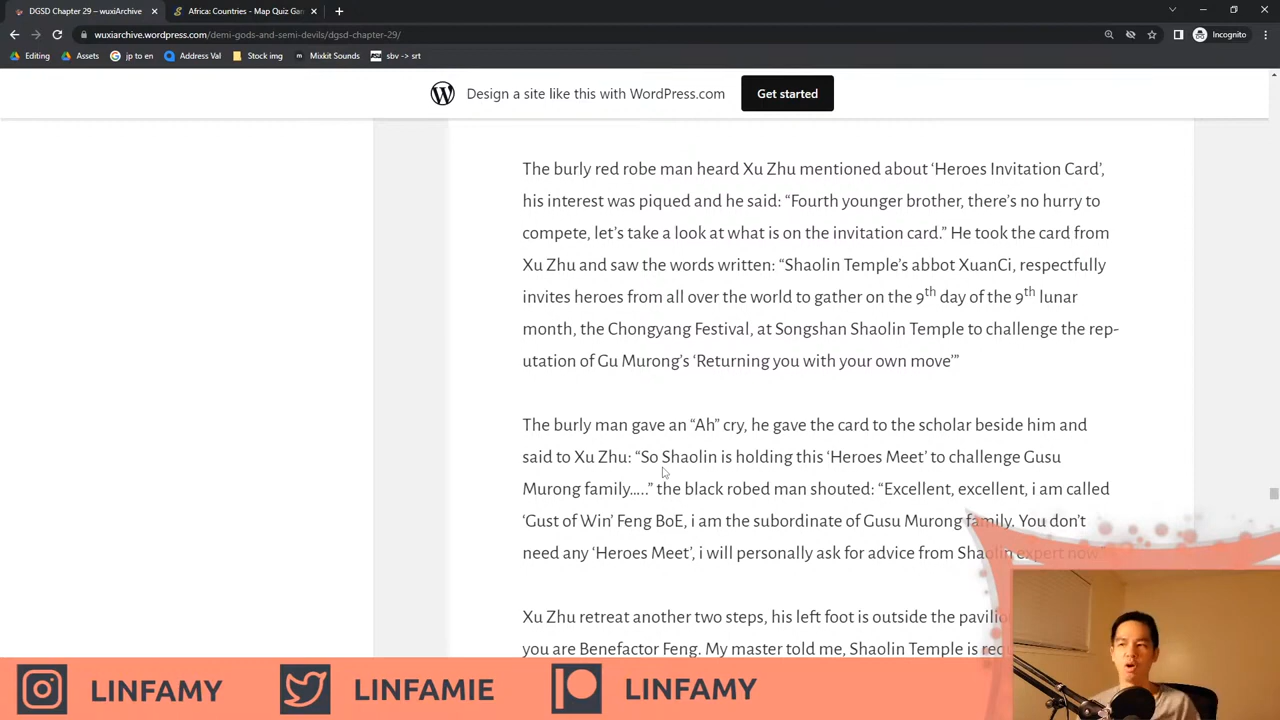 DGSD Chapter 29 – wuxiArchive
Africa: Countries - Map Quiz Ga
wuxiarchive.wordpress.com/demi-gods-and-semi-devils/dgsd-chapter-29/
Incognito
Editing
Assets
jp to en
Address Val
Stock img
Mixkit Sounds
sbv -> srt
Design a site like this with WordPress.com
Get started
The burly red robe man heard Xu Zhu mentioned about ‘Heroes Invitation Card’,
his interest was piqued and he said: “Fourth younger brother, there’s no hurry to
compete, let’s take a look at what is on the invitation card.” He took the card from
Xu Zhu and saw the words written: “Shaolin Temple’s abbot XuanCi, respectfully
invites heroes from all over the world to gather on the 9th day of the 9th lunar
month, the Chongyang Festival, at Songshan Shaolin Temple to challenge the rep-
utation of Gu Murong’s ‘Returning you with your own move’”
The burly man gave an “Ah” cry, he gave the card to the scholar beside him and
said to Xu Zhu: “So Shaolin is holding this ‘Heroes Meet’ to challenge Gusu
Murong family…..” the black robed man shouted: “Excellent, excellent, i am called
‘Gust of Win’ Feng BoE, i am the subordinate of Gusu Murong family. You don’t
need any ‘Heroes Meet’, i will personally ask for advice from Shaolin expert now.”
Xu Zhu retreat another two steps, his left foot is outside the pavilio
you are Benefactor Feng. My master told me, Shaolin Temple is req
LINFAMY
LINFAMIE
LINFAMY